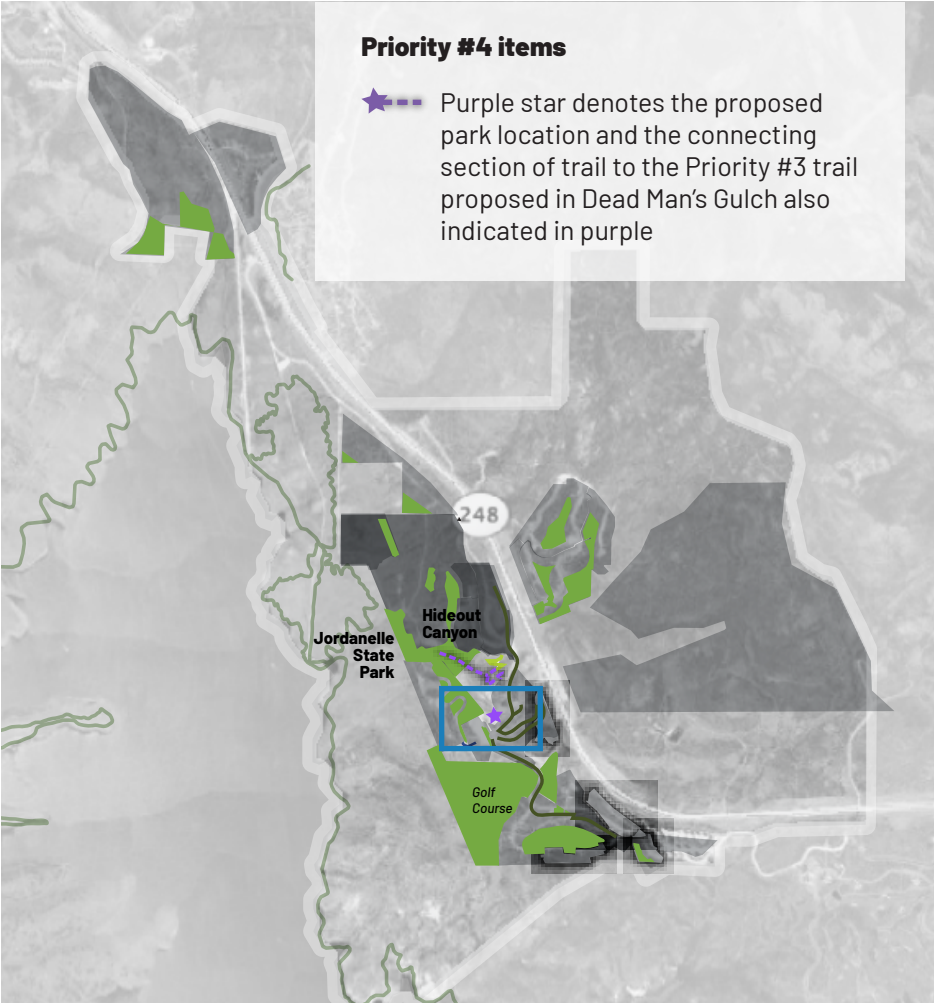 Priority #4 items
Purple star denotes the proposed
park location and the connecting
section of trail to the Priority #3 trail
proposed in Dead Man's Gulch also
indicated in purple
248
Hideout
Canyon
Jordanelle
State
Park
Golf
Course